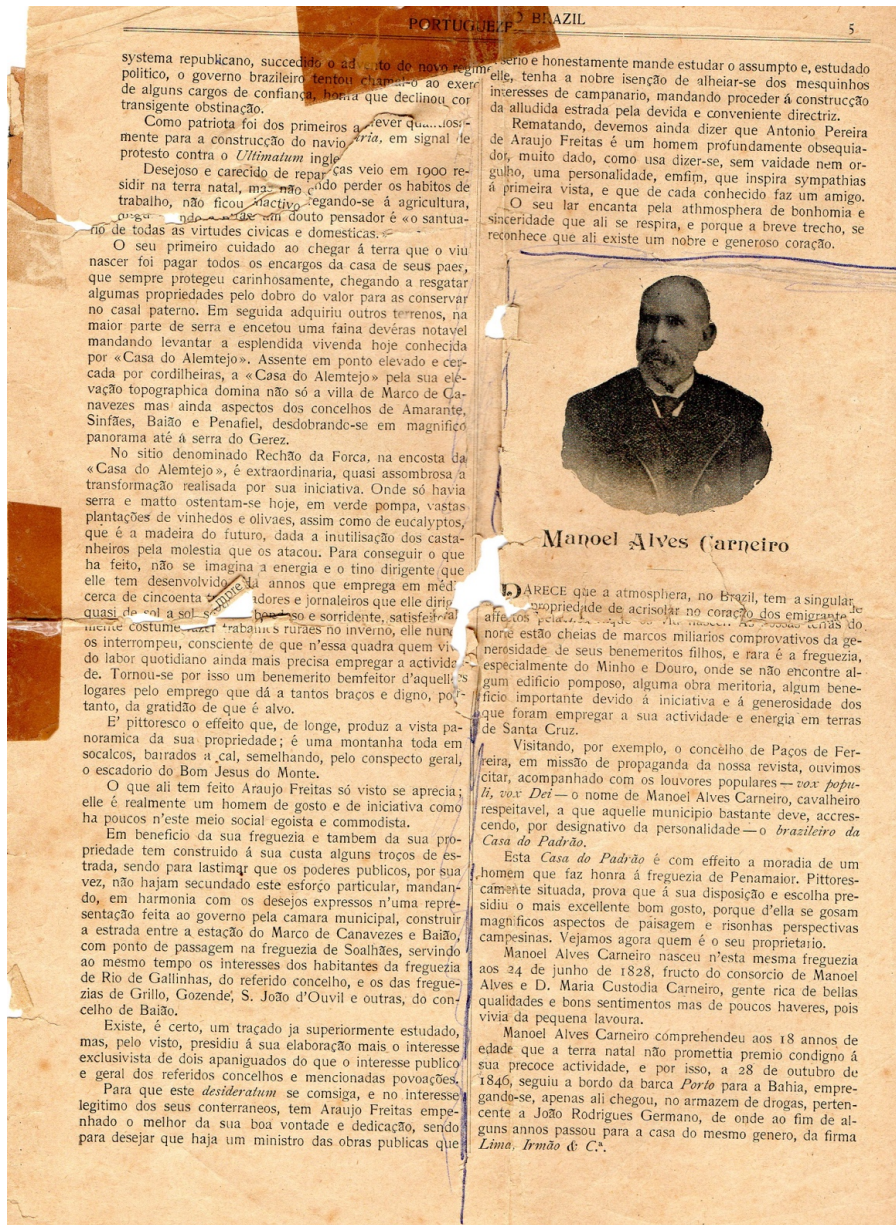 PORTUGUEZE O BRAZIL
5
systema republicano, succedido o advento do novo regime
politico, o governo brazileiro tentou chamal-o ao exerc
de alguns cargos de confiança, honra que declinou com
transigente obstinação.
Como patriota foi dos primeiros a
mente para a construcção do navio em signal de
protesto contra o Ultimatum ingle
Desejoso e carecido de repar ças veio em 1900 re-
sidir na terra natal, mas não perder os habitos de
trabalho, não ficou inactivo egando-se á agricultura,
um douto pensador é «o santua-
rio de todas as virtudes civicas e domesticas.
O seu primeiro cuidado ao chegar á terra que o viu
nascer foi pagar todos os encargos da casa de seus paes,
que sempre protegeu carinhosamente, chegando a resgatar
algumas propriedades pelo dobro do valor para as conservar
no casal paterno. Em seguida adquiriu outros terrenos, na
maior parte de serra e encetou uma faina devéras notavel
mandando levantar a esplendida vivenda hoje conhecida
por «Casa do Alemtejo». Assente em ponto elevado e cer-
cada por cordilheiras, a «Casa do Alemtejo» pela sua ele-
vação topographica domina não só a villa de Marco de Ca-
navezes mas ainda aspectos dos concelhos de Amarante,
Sinfães, Baião e Penafiel, desdobrando-se em magnifico
panorama até á serra do Gerez.
No sitio denominado Rechão da Forca, na encosta da
«Casa do Alemtejo», é extraordinaria, quasi assombrosa a
transformação realisada por sua iniciativa. Onde só havia
serra e matto ostentam-se hoje, em verde pompa, vastas
plantações de vinhedos e olivaes, assim como de eucalyptos,
que é a madeira do futuro, dada a inutilisação dos casta-
nheiros pela molestia que os atacou. Para conseguir o que
ha feito, não se imagina a energia e o tino dirigente que
elle tem desenvolvido annos que emprega em médi
cerca de cincoenta adores e jornaleiros que elle dirig
quasi de sol a sol sempre so e sorridente,
mente costume fazer trabalhos ruraes no inverno, elle nunca
os interrompeu, consciente de que n'essa quadra quem vi
do labor quotidiano ainda mais precisa empregar a activida
de. Tornou-se por isso um benemerito bemfeitor d'aquelles
logares pelo emprego que dá a tantos braços e digno, por-
tanto, da gratidão de que é alvo.
E' pittoresco o effeito que, de longe, produz a vista pa-
noramica da sua propriedade; é uma montanha toda em
socalcos, barrados a cal, semelhando, pelo conspecto geral,
o escadorio do Bom Jesus do Monte.
O que ali tem feito Araujo Freitas só visto se aprecia;
elle é realmente um homem de gosto e de iniciativa como
ha poucos n'este meio social egoista e commodista.
Em beneficio da sua freguezia e tambem da sua pro-
priedade tem construido á sua custa alguns troços de es-
trada, sendo para lastimar que os poderes publicos, por sua
vez, não hajam secundado este esforço particular, mandan-
do, em harmonia com os desejos expressos n'uma repre-
sentação feita ao governo pela camara municipal, construir
a estrada entre a estação do Marco de Canavezes e Baião,
com ponto de passagem na freguezia de Soalhães, servindo
ao mesmo tempo os interesses dos habitantes da freguezia
de Rio de Gallinhas, do referido concelho, e os das fregue-
zias de Grillo, Gozende, S. João d'Ouvil e outras, do con-
celho de Baião.
Existe, é certo, um traçado ja superiormente estudado,
mas, pelo visto, presidiu á sua elaboração mais o interesse
exclusivista de dois apaniguados do que o interesse publico
e geral dos referidos concelhos e mencionadas povoações.
Para que este desideratum se comsiga, e no interesse
legitimo dos seus conterraneos, tem Araujo Freitas empe-
nhado o melhor da sua boa vontade e dedicação, sendo
para desejar que haja um ministro das obras publicas que
serio e honestamente mande estudar o assumpto e, estudado
elle, tenha a nobre isenção de alheiar-se dos mesquinhos
interesses de campanario, mandando proceder á construcção
da alludida estrada pela devida e conveniente directriz.
Rematando, devemos ainda dizer que Antonio Pereira
de Araujo Freitas é um homem profundamente obsequia-
dor, muito dado, como usa dizer-se, sem vaidade nem or-
gulho, uma personalidade, emfim, que inspira sympathias
á primeira vista, e que de cada conhecido faz um amigo.
O seu lar encanta pela athmosphera de bonhomia e
sinceridade que ali se respira, e porque a breve trecho, se
reconhece que ali existe um nobre e generoso coração.
Manoel Alves Carneiro
PARECE que a atmosphera, no Brazil, tem a singular
propriedade de acrisolar no coração dos emigrante
affectos
norte estão cheias de marcos miliarios comprovativos da ge-
nerosidade de seus benemeritos filhos, e rara é a freguezia,
especialmente do Minho e Douro, onde se não encontre al-
gum edificio pomposo, alguma obra meritoria, algum bene-
ficio importante devido á iniciativa e á generosidade dos
que foram empregar a sua actividade e energia em terras
de Santa Cruz.
Visitando, por exemplo, o concelho de Paços de Fer-
reira, em missão de propaganda da nossa revista, ouvimos
citar, acompanhado com os louvores populares—vox popu-
li, vox Dei—o nome de Manoel Alves Carneiro, cavalheiro
respeitavel, a que aquelle municipio bastante deve, accres-
cendo, por designativo da personalidade—o brazileiro da
Casa do Padrão.
Esta Casa do Padrão é com effeito a moradia de um
homem que faz honra á freguezia de Penamaior. Pittores-
camente situada, prova que á sua disposição e escolha pre-
sidiu o mais excellente bom gosto, porque d'ella se gosam
magnificos aspectos de paisagem e risonhas perspectivas
campesinas. Vejamos agora quem é o seu proprietario.
Manoel Alves Carneiro nasceu n'esta mesma freguezia
aos 24 de junho de 1828, fructo do consorcio de Manoel
Alves e D. Maria Custodia Carneiro, gente rica de bellas
qualidades e bons sentimentos mas de poucos haveres, pois
vivia da pequena lavoura.
Manoel Alves Carneiro comprehendeu aos 18 annos de
edade que a terra natal não promettia premio condigno á
sua precoce actividade, e por isso, a 28 de outubro de
1846, seguiu a bordo da barca Porto para a Bahia, empre-
gando-se, apenas ali chegou, no armazem de drogas, perten-
cente a João Rodrigues Germano, de onde ao fim de al-
guns annos passou para a casa do mesmo genero, da firma
Lima, Irmão & C.ª.